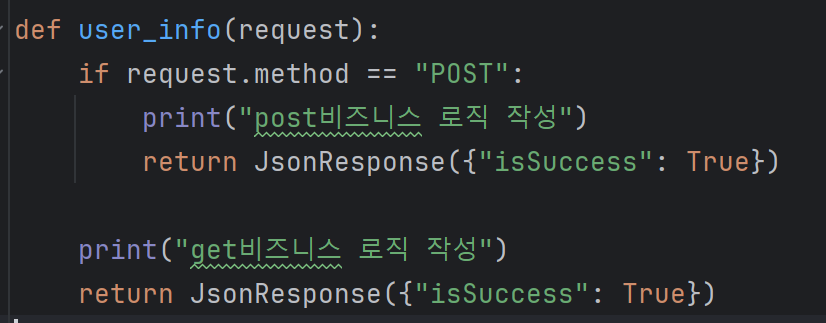 def user_info(request):
    if request.method == "POST":
        print("post비즈니스 로직 작성")
        return JsonResponse({"isSuccess": True})
    print("get비즈니스 로직 작성")
    return JsonResponse({"isSuccess": True})